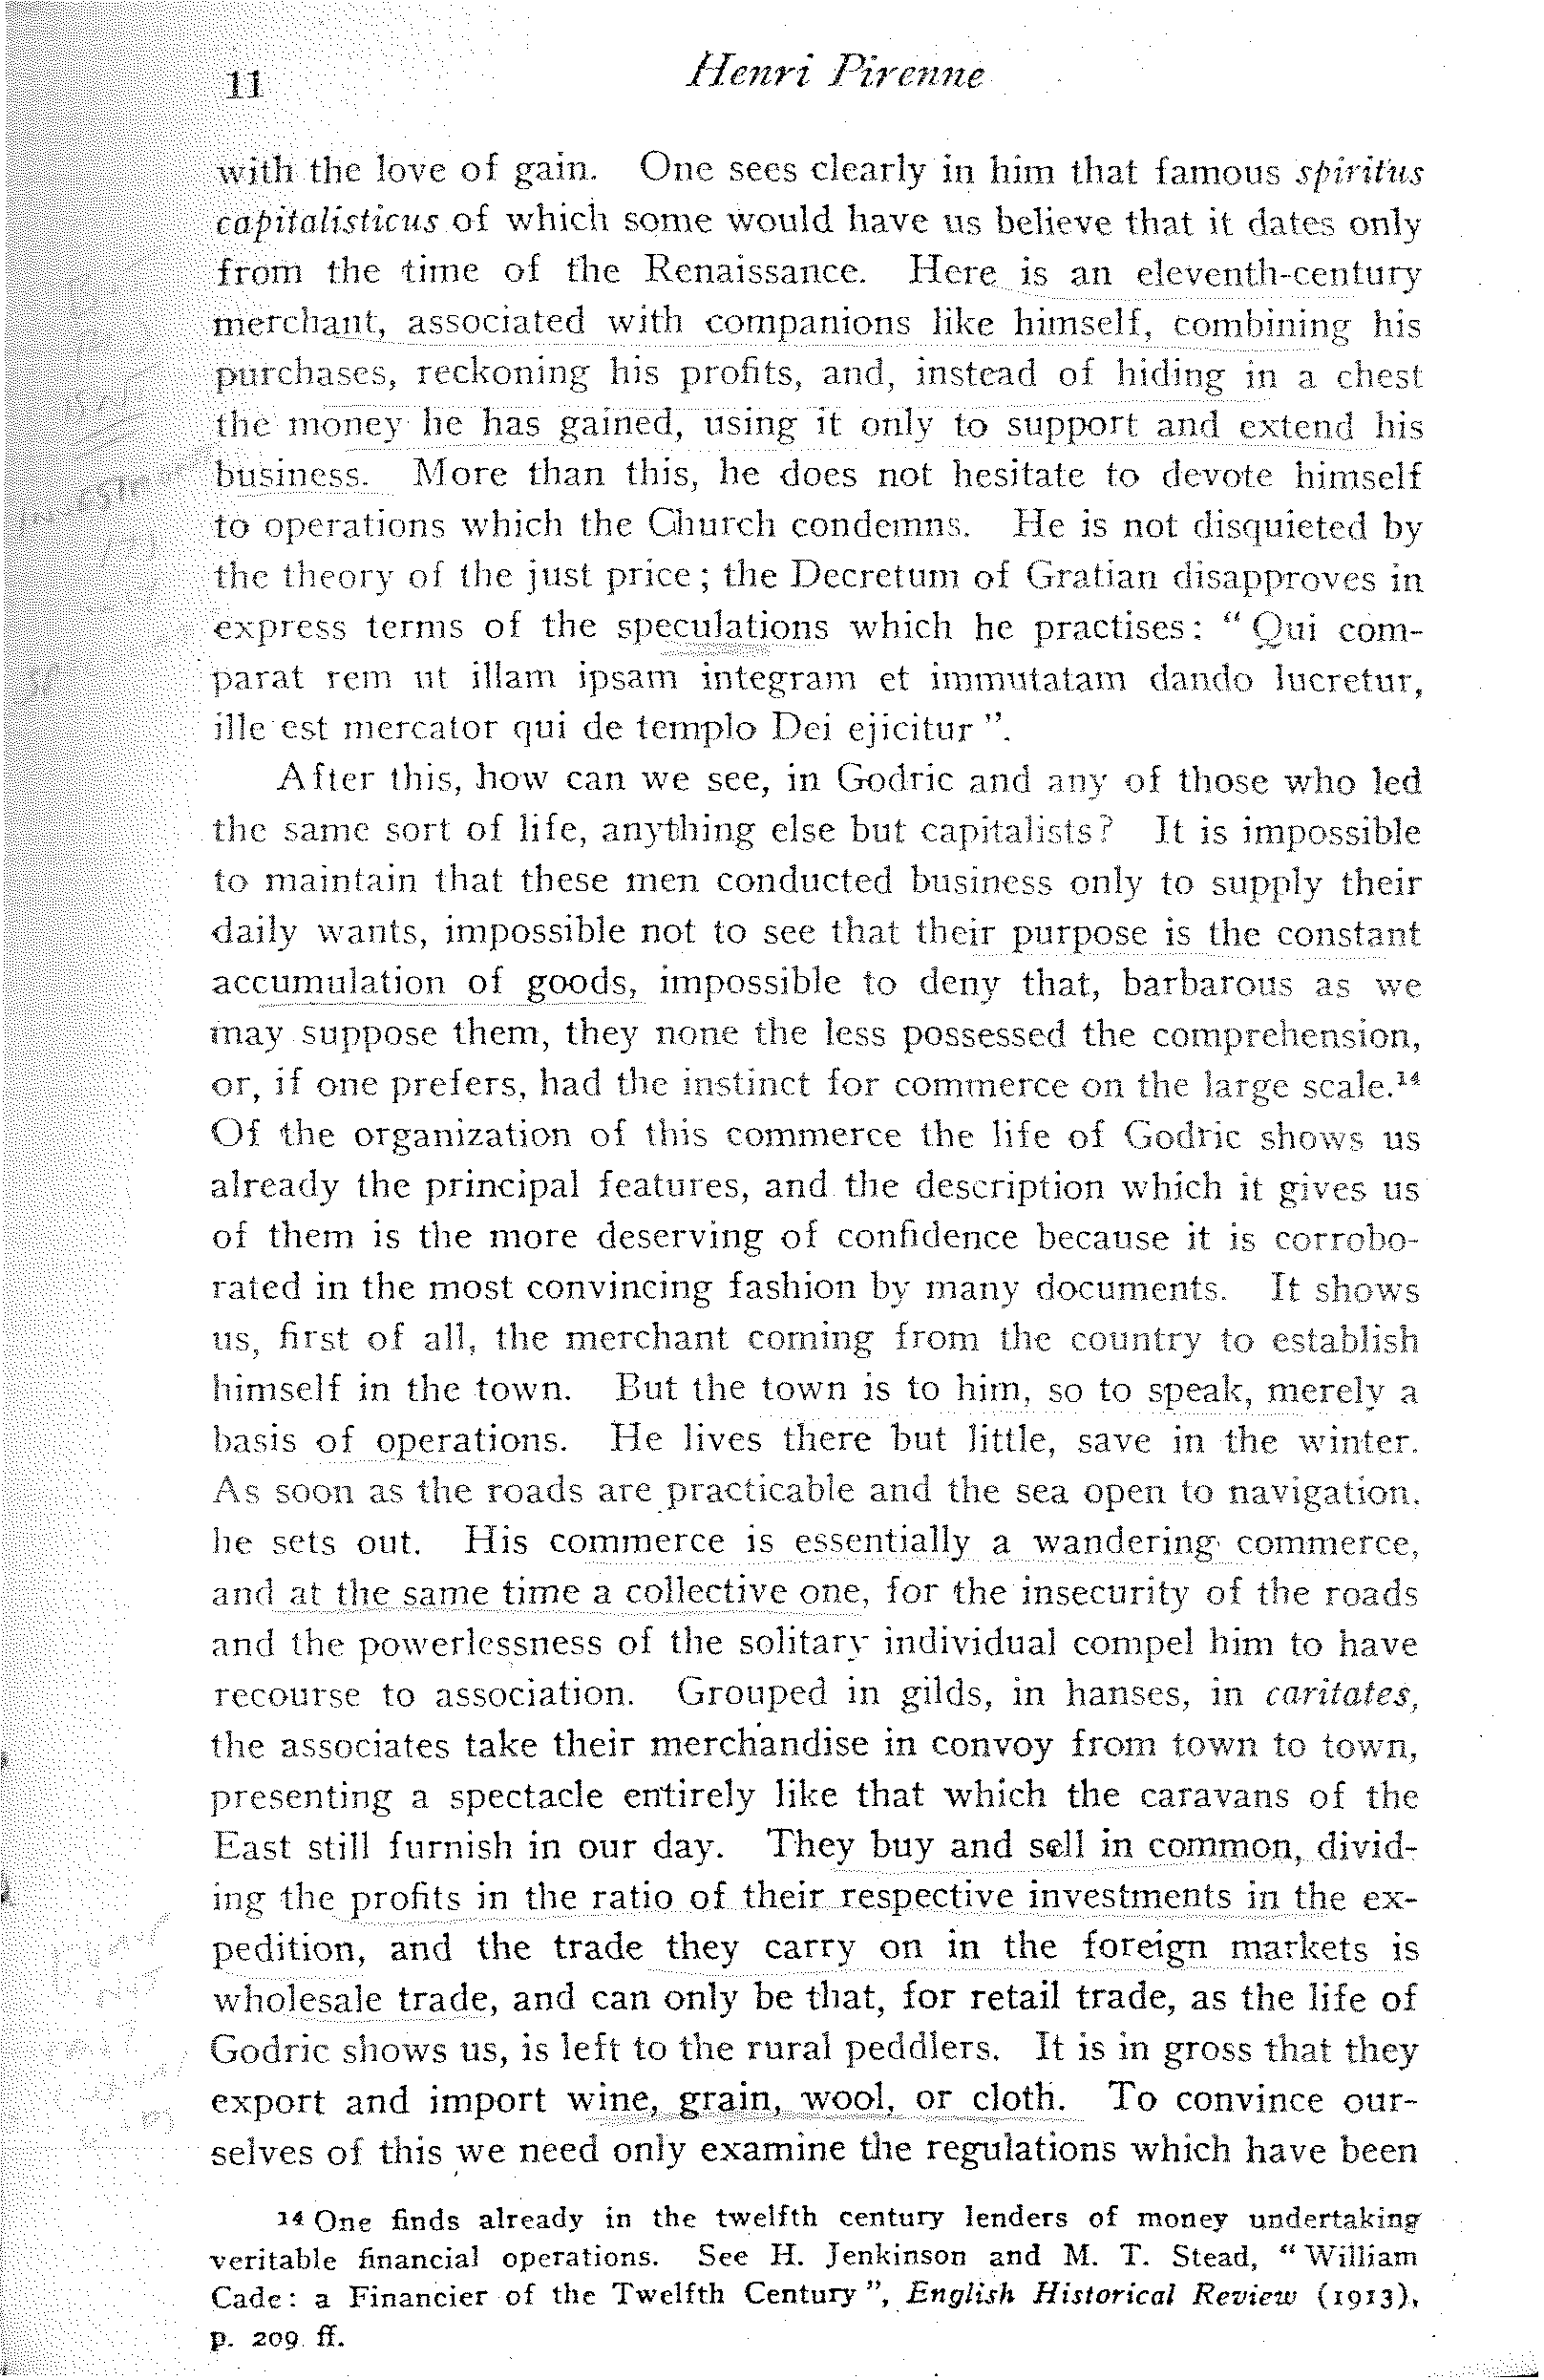 11
Henri Pirenne
with the love of gain. One sees clearly in him that famous spiritus
capitalisticus of which some would have us believe that it dates only
from the time of the Renaissance. Here is an eleventh-century
merchant, associated with companions like himself, combining his
purchases, reckoning his profits, and, instead of hiding in a chest
the money he has gained, using it only to support and extend his
business. More than this, he does not hesitate to devote himself
to operations which the Church condemns. He is not disquieted by
the theory of the just price; the Decretum of Gratian disapproves in
express terms of the speculations which he practises: “Qui com-
parat rem ut illam ipsam integram et immutatam dando lucretur,
ille est mercator qui de templo Dei ejicitur”.
After this, how can we see, in Godric and any of those who led
the same sort of life, anything else but capitalists? It is impossible
to maintain that these men conducted business only to supply their
daily wants, impossible not to see that their purpose is the constant
accumulation of goods, impossible to deny that, barbarous as we
may suppose them, they none the less possessed the comprehension,
or, if one prefers, had the instinct for commerce on the large scale.¹⁴
Of the organization of this commerce the life of Godric shows us
already the principal features, and the description which it gives us
of them is the more deserving of confidence because it is corrobo-
rated in the most convincing fashion by many documents. It shows
us, first of all, the merchant coming from the country to establish
himself in the town. But the town is to him, so to speak, merely a
basis of operations. He lives there but little, save in the winter.
As soon as the roads are practicable and the sea open to navigation,
he sets out. His commerce is essentially a wandering commerce,
and at the same time a collective one, for the insecurity of the roads
and the powerlessness of the solitary individual compel him to have
recourse to association. Grouped in gilds, in hanses, in caritates,
the associates take their merchandise in convoy from town to town,
presenting a spectacle entirely like that which the caravans of the
East still furnish in our day. They buy and sell in common, divid-
ing the profits in the ratio of their respective investments in the ex-
pedition, and the trade they carry on in the foreign markets is
wholesale trade, and can only be that, for retail trade, as the life of
Godric shows us, is left to the rural peddlers. It is in gross that they
export and import wine, grain, wool, or cloth. To convince our-
selves of this we need only examine the regulations which have been
¹⁴ One finds already in the twelfth century lenders of money undertaking
veritable financial operations. See H. Jenkinson and M. T. Stead, “William
Cade: a Financier of the Twelfth Century”, English Historical Review (1913),
p. 209 ff.